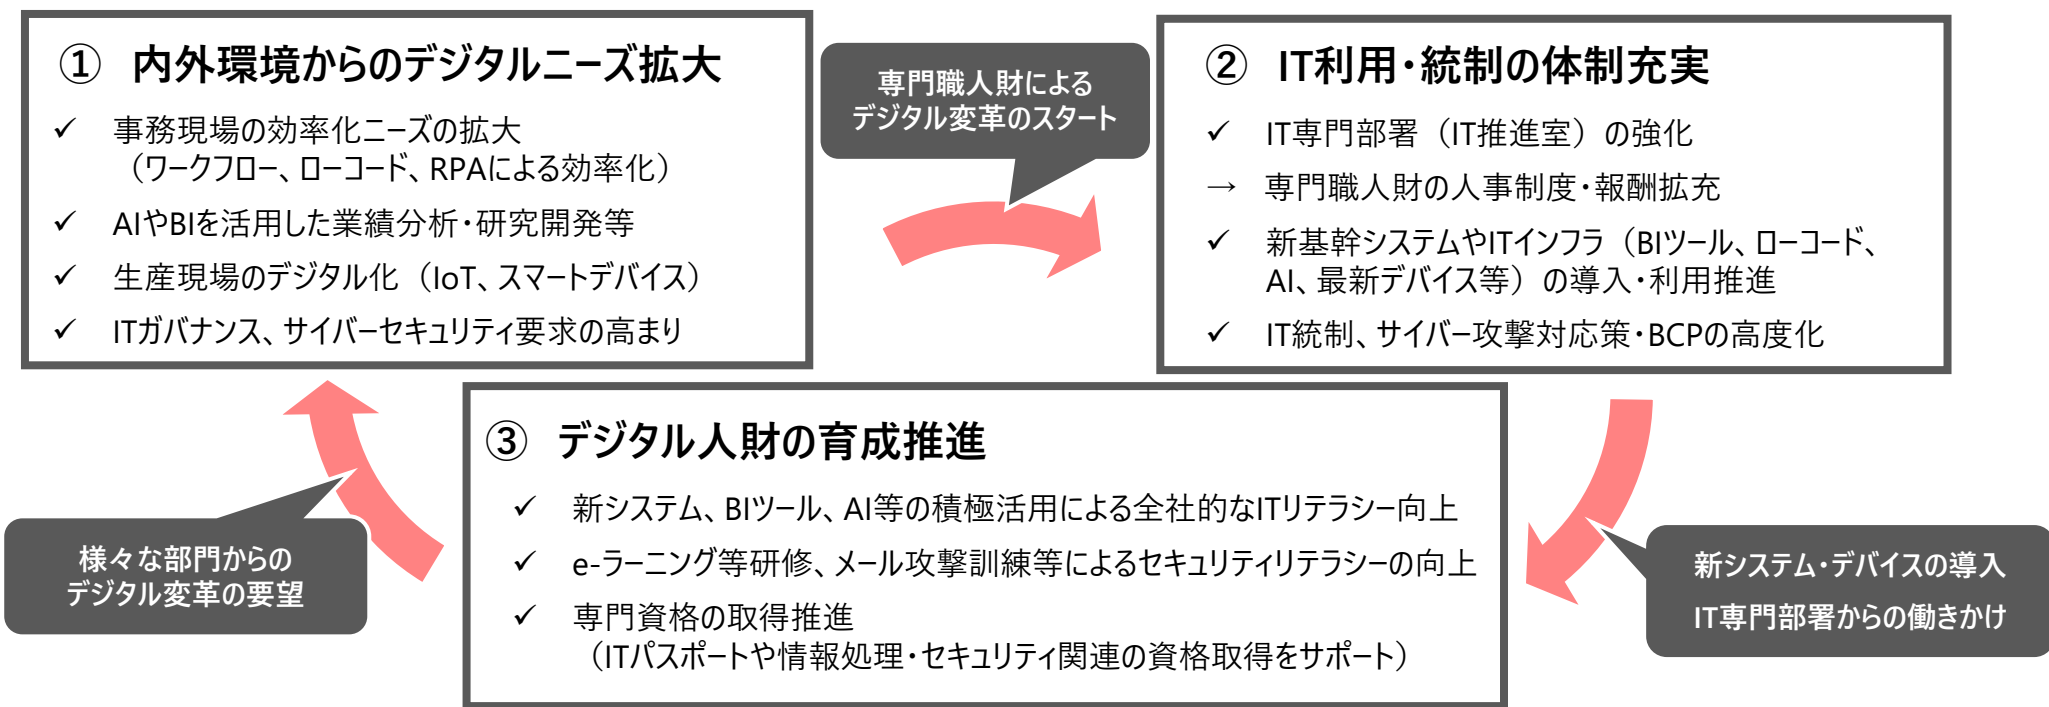 ① 内外環境からのデジタルニーズ拡大
✓ 事務現場の効率化ニーズの拡大
（ワークフロー、ローコード、RPAによる効率化）
✓ AIやBIを活用した業績分析・研究開発等
✓ 生産現場のデジタル化（IoT、スマートデバイス）
✓ ITガバナンス、サイバーセキュリティ要求の高まり
専門職人財による
デジタル変革のスタート
② IT利用・統制の体制充実
✓ IT専門部署（IT推進室）の強化
→ 専門職人財の人事制度・報酬拡充
✓ 新基幹システムやITインフラ（BIツール、ローコード、
AI、最新デバイス等）の導入・利用推進
✓ IT統制、サイバー攻撃対応策・BCPの高度化
③ デジタル人財の育成推進
✓ 新システム、BIツール、AI等の積極活用による全社的なITリテラシー向上
✓ e-ラーニング等研修、メール攻撃訓練等によるセキュリティリテラシーの向上
✓ 専門資格の取得推進
（ITパスポートや情報処理・セキュリティ関連の資格取得をサポート）
新システム・デバイスの導入
IT専門部署からの働きかけ
様々な部門からの
デジタル変革の要望